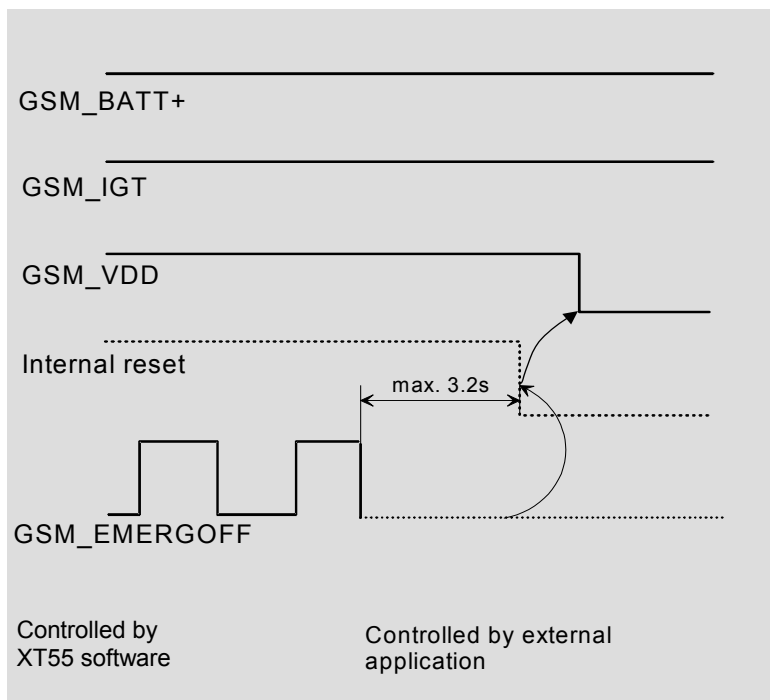 GSM_BATT+
GSM_IGT
GSM_VDD
Internal reset
max. 3.2s
GSM_EMERGOFF
Controlled by
XT55 software
Controlled by external
application